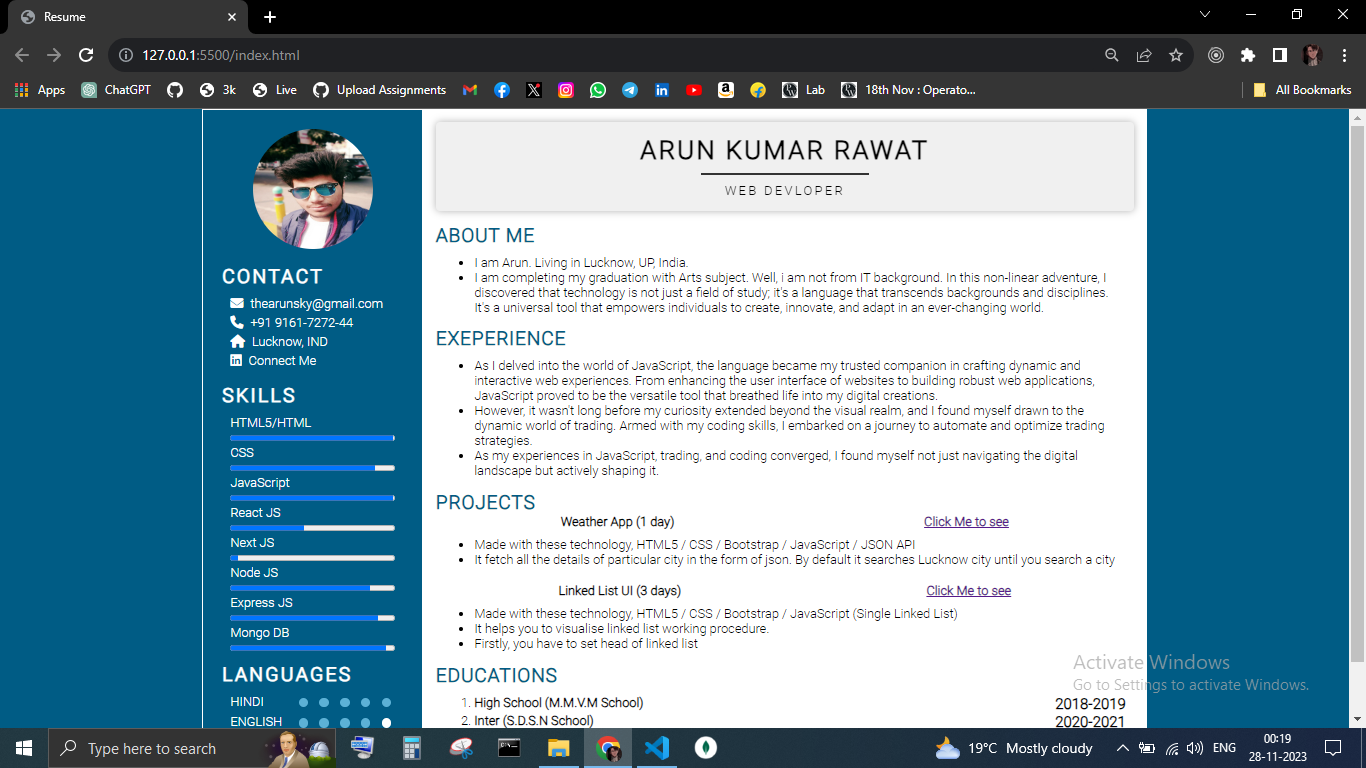 Resume
127.0.0.1:5500/index.html
Apps ChatGPT 3k Live Upload Assignments Lab 18th Nov : Operato... All Bookmarks
ARUN KUMAR RAWAT
WEB DEVLOPER
CONTACT
thearunsky@gmail.com
+91 9161-7272-44
Lucknow, IND
Connect Me
SKILLS
HTML5/HTML
CSS
JavaScript
React JS
Next JS
Node JS
Express JS
Mongo DB
LANGUAGES
HINDI
ENGLISH
ABOUT ME
I am Arun. Living in Lucknow, UP, India.
I am completing my graduation with Arts subject. Well, i am not from IT background. In this non-linear adventure, I
discovered that technology is not just a field of study; it's a language that transcends backgrounds and disciplines.
It's a universal tool that empowers individuals to create, innovate, and adapt in an ever-changing world.
EXEPERIENCE
As I delved into the world of JavaScript, the language became my trusted companion in crafting dynamic and
interactive web experiences. From enhancing the user interface of websites to building robust web applications,
JavaScript proved to be the versatile tool that breathed life into my digital creations.
However, it wasn't long before my curiosity extended beyond the visual realm, and I found myself drawn to the
dynamic world of trading. Armed with my coding skills, I embarked on a journey to automate and optimize trading
strategies.
As my experiences in JavaScript, trading, and coding converged, I found myself not just navigating the digital
landscape but actively shaping it.
PROJECTS
Weather App (1 day) Click Me to see
Made with these technology, HTML5 / CSS / Bootstrap / JavaScript / JSON API
It fetch all the details of particular city in the form of json. By default it searches Lucknow city until you search a city
Linked List UI (3 days) Click Me to see
Made with these technology, HTML5 / CSS / Bootstrap / JavaScript (Single Linked List)
It helps you to visualise linked list working procedure.
Firstly, you have to set head of linked list
EDUCATIONS
1. High School (M.M.V.M School) 2018-2019
2. Inter (S.D.S.N School) 2020-2021
Activate Windows
Go to Settings to activate Windows.
Type here to search
19°C Mostly cloudy
ENG
00:19
28-11-2023